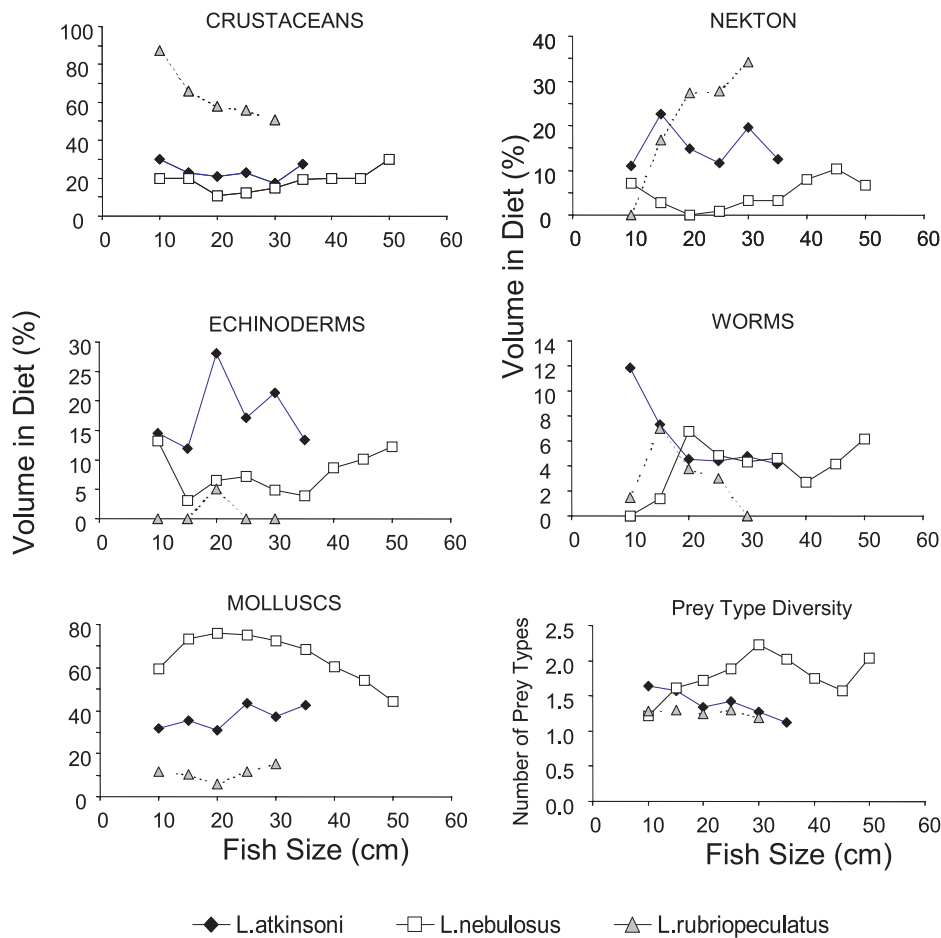 CRUSTACEANS
100
80
60
40
20
0
0 10 20 30 40 50 60
NEKTON
40
30
20
10
0
0 10 20 30 40 50 60
Volume in Diet (%)
ECHINODERMS
30
25
20
15
10
5
0
0 10 20 30 40 50 60
Volume in Diet (%)
WORMS
14
12
10
8
6
4
2
0
0 10 20 30 40 50 60
MOLLUSCS
80
60
40
20
0
0 10 20 30 40 50 60
Fish Size (cm)
Prey Type Diversity
Number of Prey Types
2.5
2.0
1.5
1.0
0.5
0.0
0 10 20 30 40 50 60
Fish Size (cm)
L.atkinsoni L.nebulosus L.rubriopeculatus